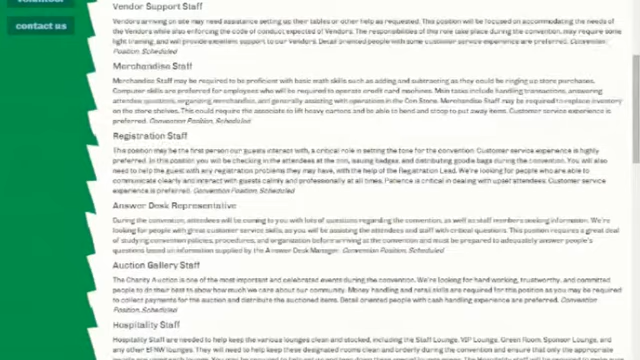 volunteer
contact us
Vendor Support Staff
Vendors arriving on site may need assistance setting up their tables or other help as requested. This position will be focused on accommodating the needs of
the Vendors while also enforcing the code of conduct expected of Vendors. The responsibilities of this role take place during the convention, may require some
light training, and will provide excellent support to our Vendors. Detail oriented people with some customer service experience are preferred. Convention
Position, Scheduled
Merchandise Staff
Merchandise Staff may be required to be proficient with basic math skills such as adding and subtracting as they could be ringing up store purchases.
Computer skills are preferred for employees who will be required to operate credit card machines. Main tasks include handling transactions, answering
attendee questions, organizing merchandise, and generally assisting with operations in the Con Store. Merchandise Staff may be required to replace inventory
on the store shelves. This could require the associate to lift heavy cartons and be able to bend and stoop to put away items. Customer service experience is
preferred. Convention Position, Scheduled
Registration Staff
This position may be the first person our guests interact with, a critical role in setting the tone for the convention. Customer service experience is highly
preferred. In this position you will be checking in the attendees at the con, issuing badges, and distributing goodie bags during the convention. You will also
need to help the guest with any registration problems they may have, with the help of the Registration Lead. We're looking for people who are able to
communicate clearly and interact with guests calmly and professionally at all times. Patience is critical in dealing with upset attendees. Customer service
experience is preferred. Convention Position, Scheduled
Answer Desk Representative
During the convention, attendees will be coming to you with lots of questions regarding the convention, as well as staff members seeking information. We're
looking for people with great customer service skills, as you will be assisting the attendees and staff with critical questions. This position requires a great deal
of studying convention policies, procedures, and organization before arriving at the convention and must be prepared to adequately answer people's
questions based on information supplied by the Answer Desk Manager. Convention Position, Scheduled
Auction Gallery Staff
The Charity Auction is one of the most important and celebrated events during the convention. We're looking for hard working, trustworthy, and committed
people to do their best to show how much we care about our community. Money handling and retail skills are required for this position as you may be required
to collect payments for the auction and distribute the auctioned items. Detail oriented people with cash handling experience are preferred. Convention
Position, Scheduled
Hospitality Staff
Hospitality Staff are needed to help keep the various lounges clean and stocked, including the Staff Lounge, VIP Lounge, Green Room, Sponsor Lounge, and
any other EFNW lounges. They will need to help keep these designated rooms clean and orderly during the convention and ensure that only the appropriate